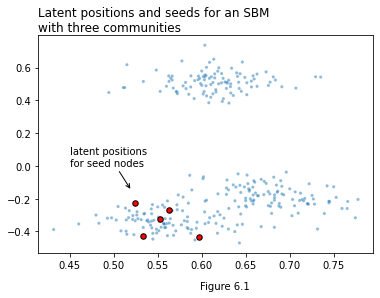 Latent positions and seeds for an SBM
with three communities
0.6
0.4
0.2
0.0
−0.2
−0.4
latent positions
for seed nodes
0.45 0.50 0.55 0.60 0.65 0.70 0.75
Figure 6.1